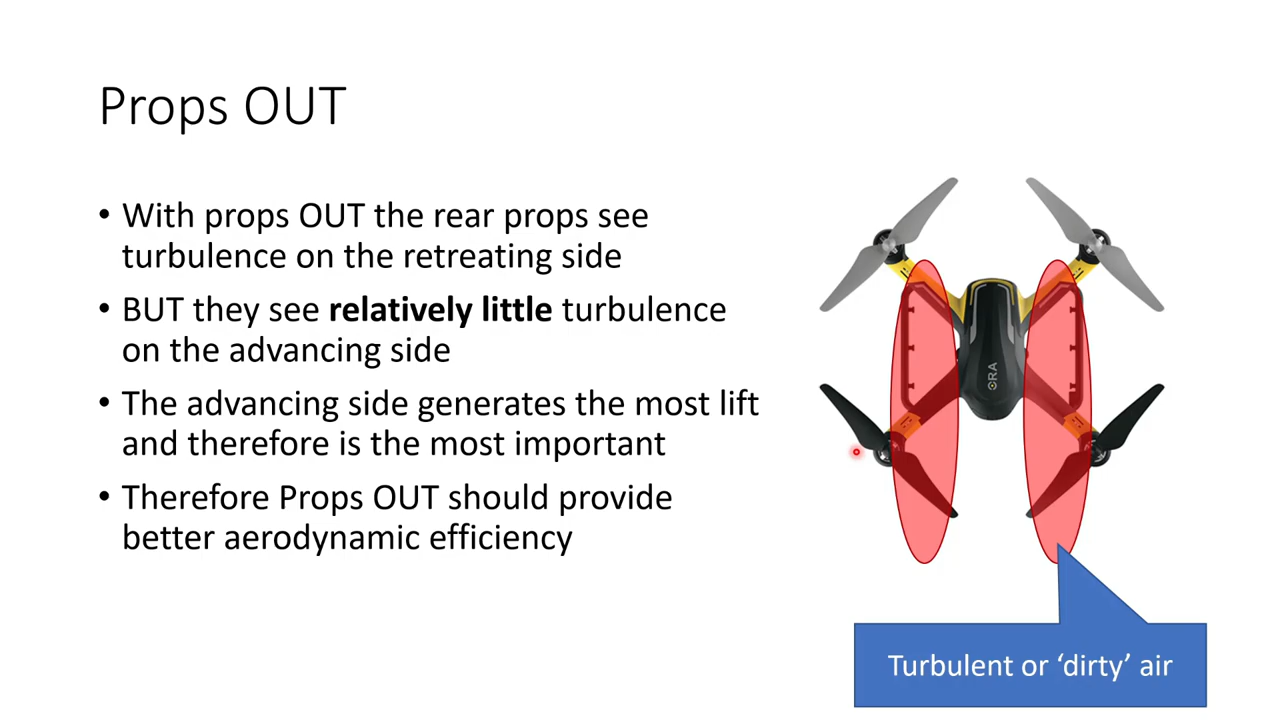 Props OUT
• With props OUT the rear props see
turbulence on the retreating side
• BUT they see relatively little turbulence
on the advancing side
• The advancing side generates the most lift
and therefore is the most important
• Therefore Props OUT should provide
better aerodynamic efficiency
ORA
Turbulent or ‘dirty’ air